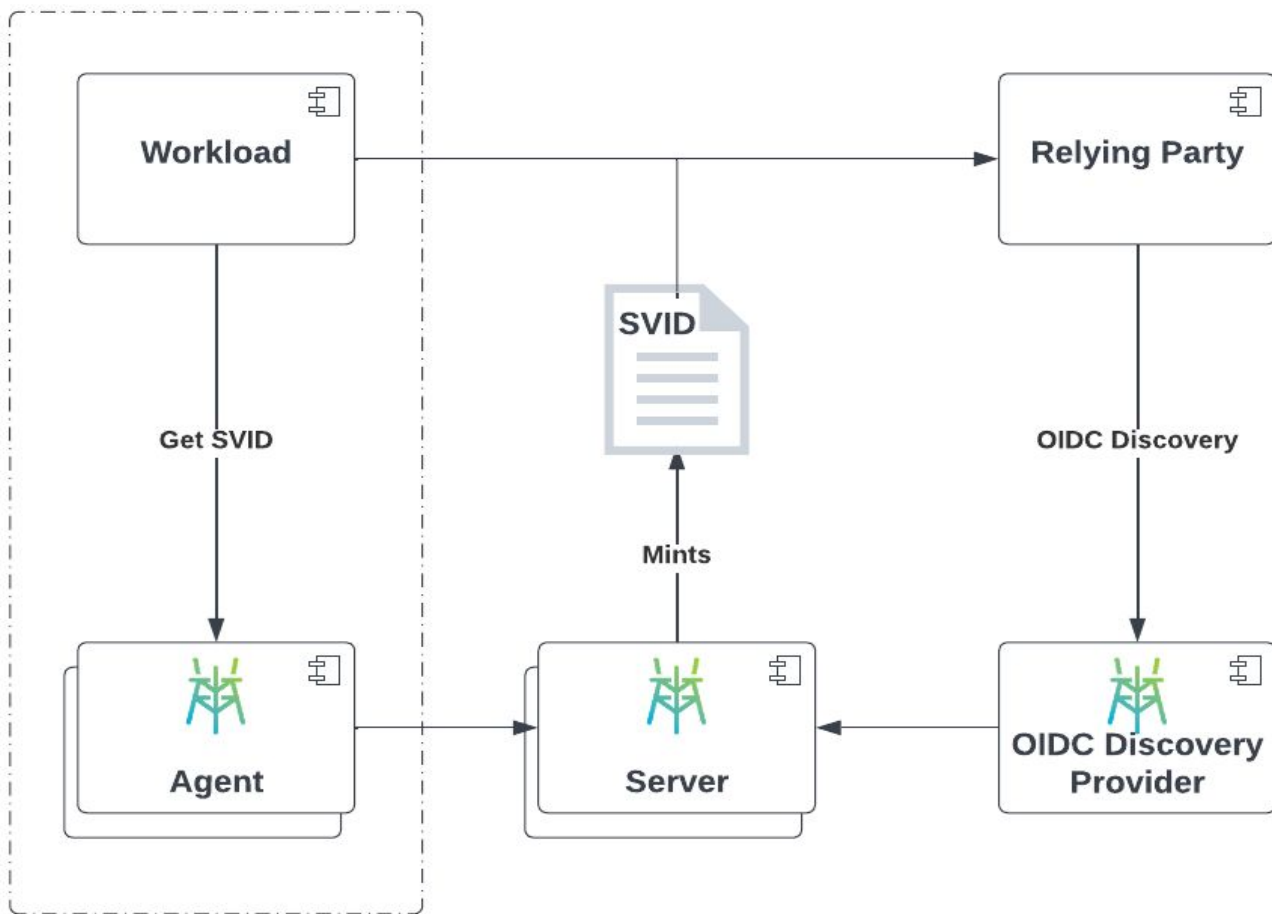 Workload
Relying Party
SVID
Get SVID
OIDC Discovery
Mints
Agent
Server
OIDC Discovery
Provider